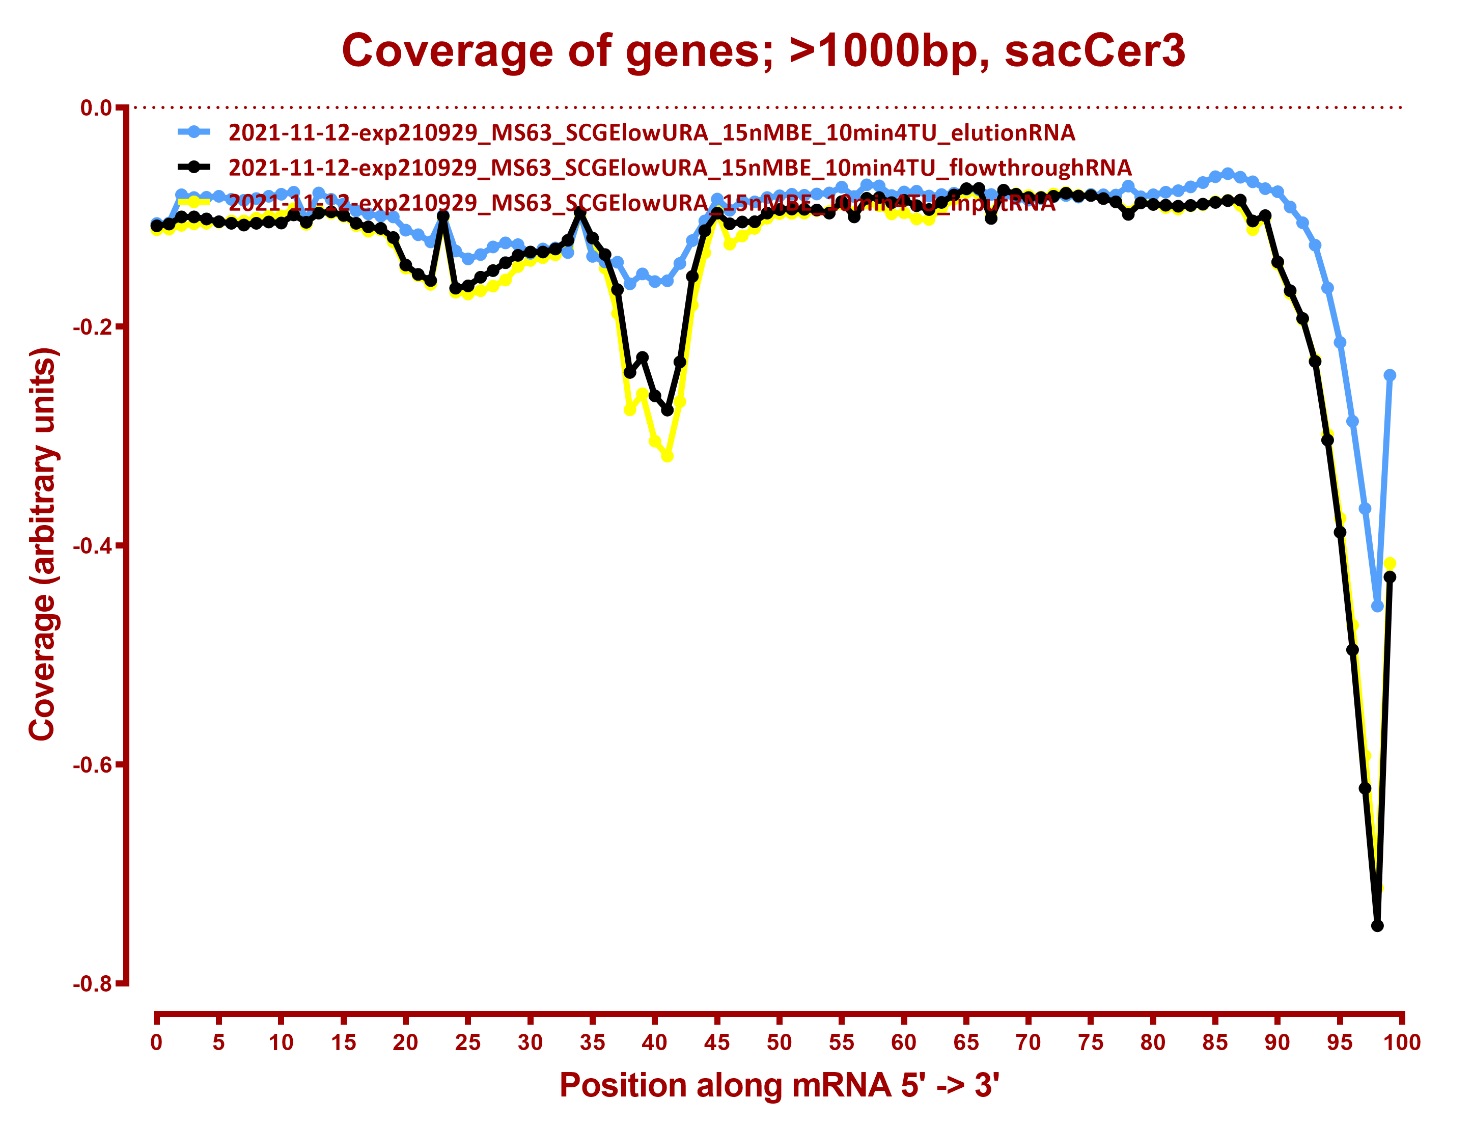 Coverage of genes; >1000bp, sacCer3
0.0
2021-11-12-exp210929_MS63_SCGElowURA_15nMBE_10min4TU_elutionRNA
2021-11-12-exp210929_MS63_SCGElowURA_15nMBE_10min4TU_flowthroughRNA
2021-11-12-exp210929_MS63_SCGElowURA_15nMBE_10min4TU_inputRNA
-0.2
-0.4
-0.6
-0.8
Coverage (arbitrary units)
0 5 10 15 20 25 30 35 40 45 50 55 60 65 70 75 80 85 90 95 100
Position along mRNA 5' -> 3'